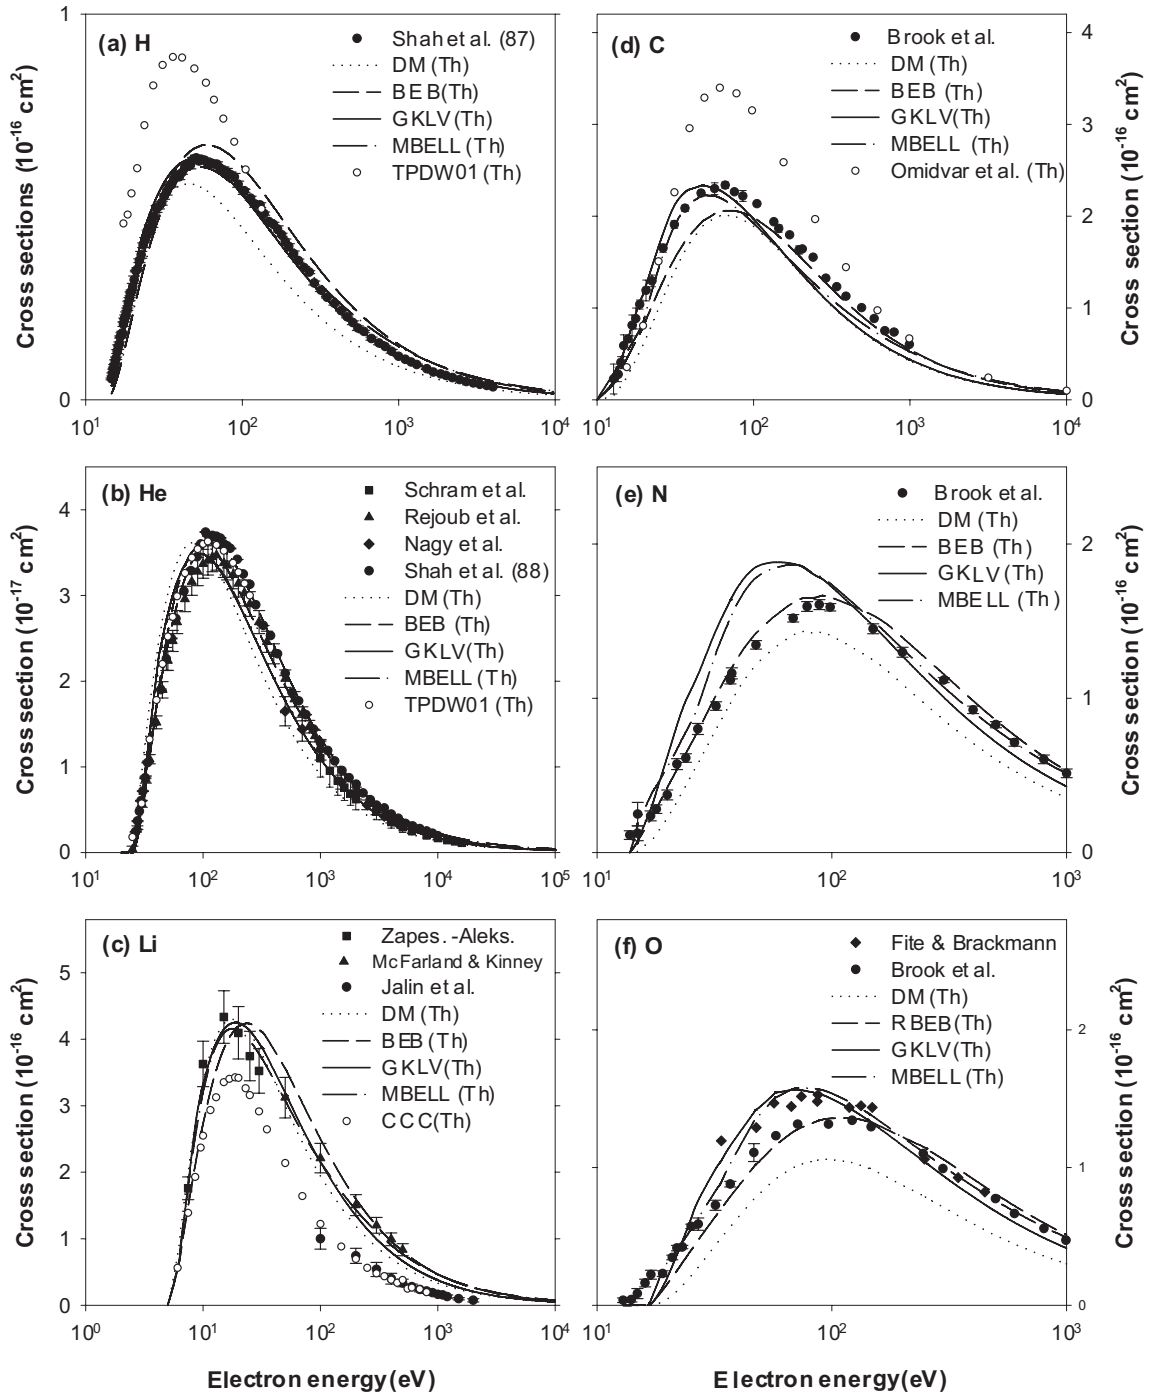 (a) H
Shah et al. (87)
DM (Th)
BEB(Th)
GKLV(Th)
MBELL (Th)
TPDW01 (Th)
1
0
Cross sections (10-16 cm2)
101
102
103
104
(d) C
Brook et al.
DM (Th)
BEB (Th)
GKLV(Th)
MBELL (Th)
Omidvar et al. (Th)
4
3
2
1
0
Cross section (10-16 cm2)
101
102
103
104
(b) He
Schram et al.
Rejoub et al.
Nagy et al.
Shah et al. (88)
DM (Th)
BEB (Th)
GKLV(Th)
MBELL (Th)
TPDW01 (Th)
4
3
2
1
0
Cross section (10-17 cm2)
101
102
103
104
105
(e) N
Brook et al.
DM (Th)
BEB (Th)
GKLV(Th)
MBELL (Th)
2
1
0
Cross section (10-16 cm2)
101
102
103
(c) Li
Zapes.-Aleks.
McFarland & Kinney
Jalin et al.
DM (Th)
BEB(Th)
GKLV(Th)
MBELL (Th)
CCC(Th)
5
4
3
2
1
0
Cross section (10-16 cm2)
100
101
102
103
104
Electron energy(eV)
(f) O
Fite & Brackmann
Brook et al.
DM (Th)
RBEB(Th)
GKLV(Th)
MBELL (Th)
2
1
0
Cross section (10-16 cm2)
101
102
103
Electron energy(eV)